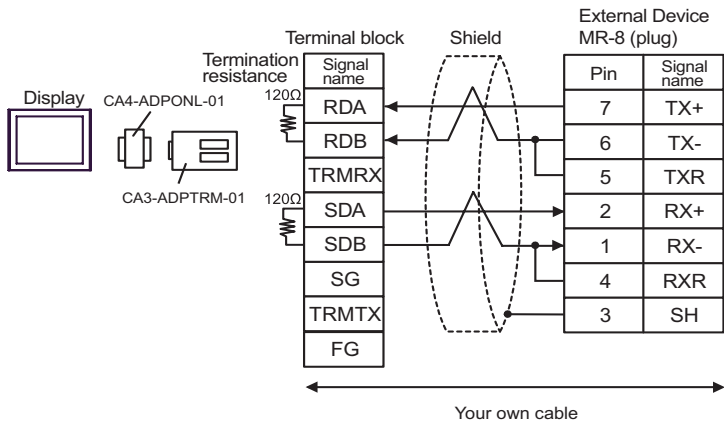 External Device
MR-8 (plug)
Terminal block
Shield
Termination
resistance
Signal
name
Pin
Signal
name
Display
CA4-ADPONL-01
CA3-ADPTRM-01
120Ω
RDA
7
TX+
RDB
6
TX-
TRMRX
5
TXR
120Ω
SDA
2
RX+
SDB
1
RX-
SG
4
RXR
TRMTX
3
SH
FG
Your own cable